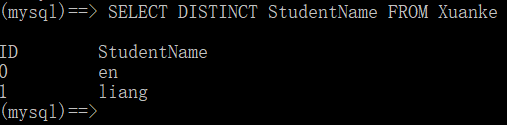 (mysql)==> SELECT DISTINCT StudentName FROM Xuanke
ID StudentName
0 en
1 liang
(mysql)==>